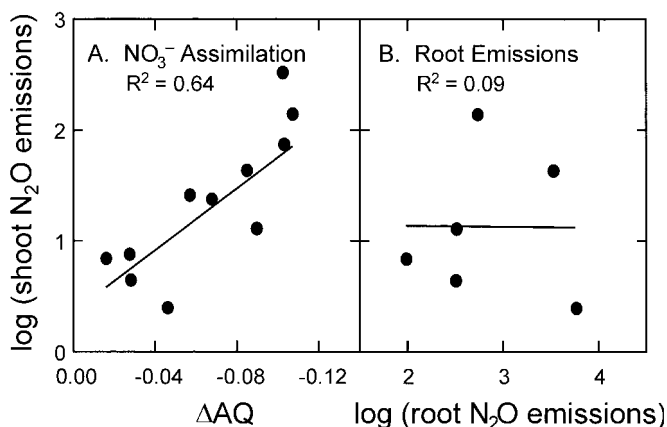 A. NO₃⁻ Assimilation
R² = 0.64
B. Root Emissions
R² = 0.09
log (shoot N₂O emissions)
3
2
1
0
0.00 -0.04 -0.08 -0.12
2 3 4
ΔAQ
log (root N₂O emissions)